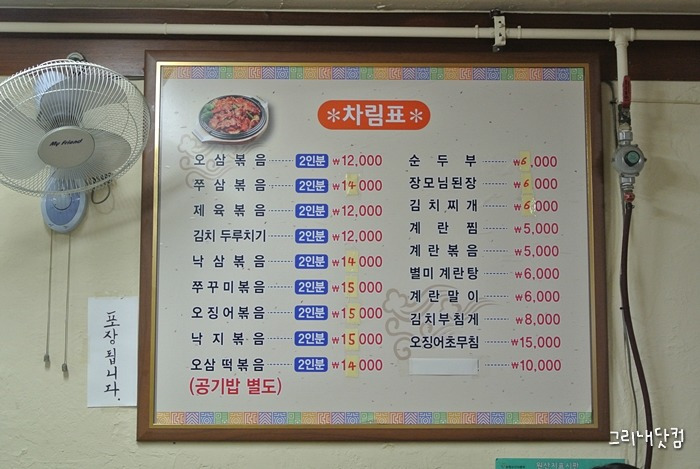 My Friend
*차림표*
오삼볶음 2인분 ₩12,000
쭈삼볶음 2인분 ₩14,000
제육볶음 2인분 ₩12,000
김치 두루치기 2인분 ₩12,000
낙삼볶음 2인분 ₩14,000
쭈꾸미볶음 2인분 ₩15,000
오징어볶음 2인분 ₩15,000
낙지볶음 2인분 ₩15,000
오삼 떡볶음 2인분 ₩14,000
(공기밥 별도)
순두부 ₩6,000
장모님된장 ₩6,000
김치찌개 ₩6,000
계란찜 ₩5,000
계란볶음 ₩5,000
별미 계란탕 ₩6,000
계란말이 ₩6,000
김치부침게 ₩8,000
오징어초무침 ₩15,000
₩10,000
포장됩니다.
그리내닷컴